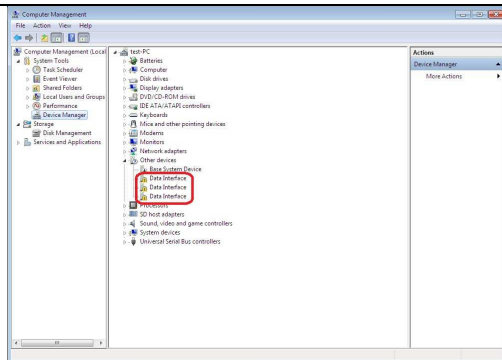 Computer Management
File Action View Help
Computer Management (Local
System Tools
Task Scheduler
Event Viewer
Shared Folders
Local Users and Groups
Performance
Device Manager
Storage
Disk Management
Services and Applications
test-PC
Batteries
Computer
Disk drives
Display adapters
DVD/CD-ROM drives
IDE ATA/ATAPI controllers
Keyboards
Mice and other pointing devices
Modems
Monitors
Network adapters
Other devices
Base System Device
Data Interface
Data Interface
Data Interface
Processors
SD host adapters
Sound, video and game controllers
System devices
Universal Serial Bus controllers
Actions
Device Manager
More Actions